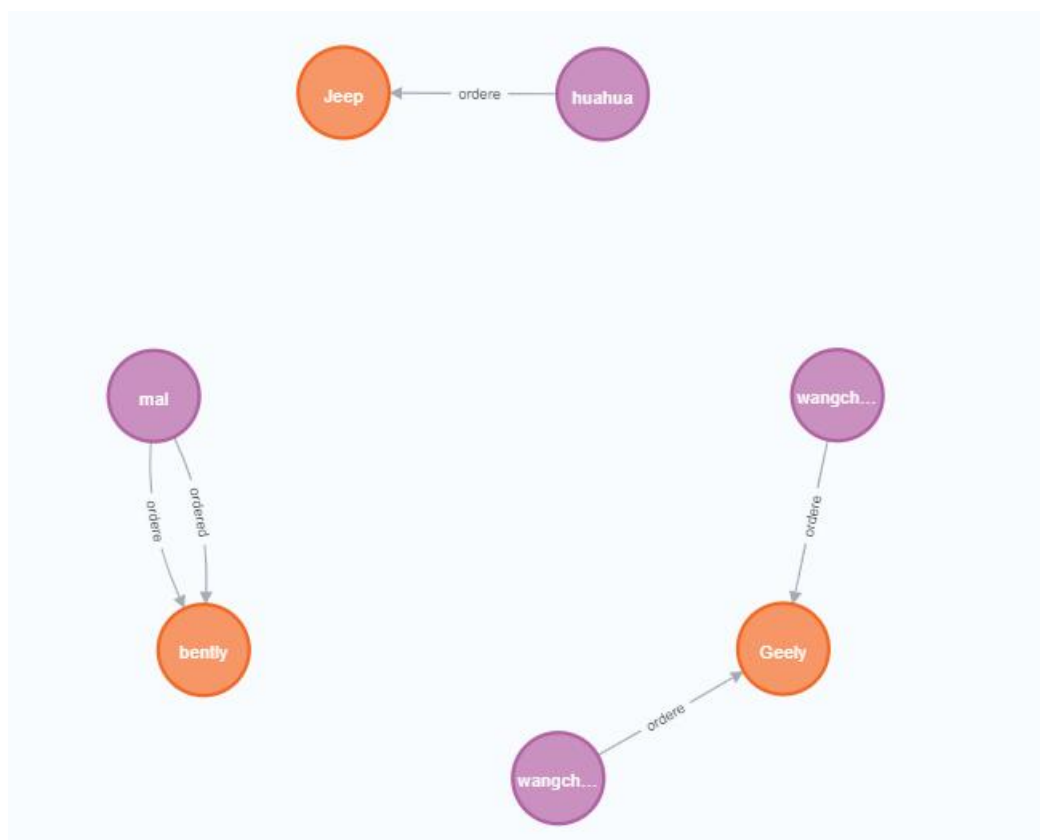 Jeep
ordere
huahua
mal
wangch...
ordere
ordered
ordere
bently
Geely
ordere
wangch...